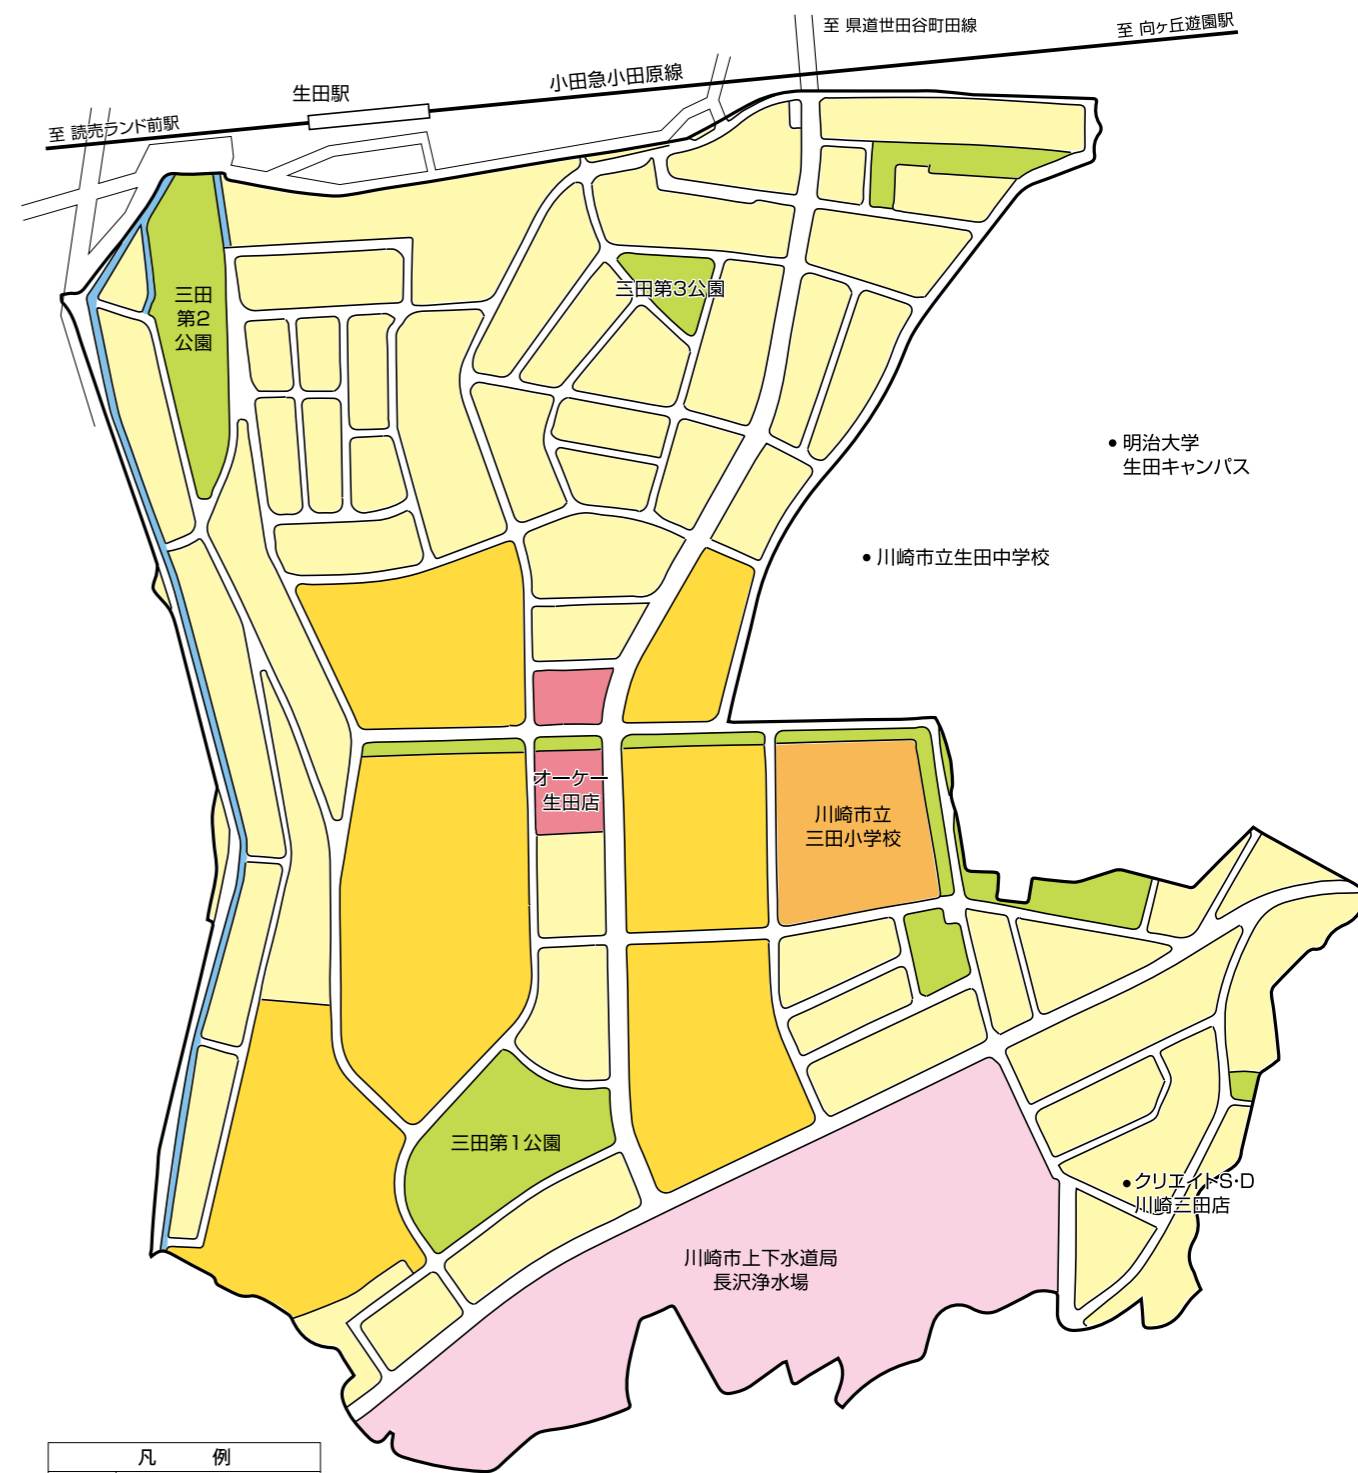 至 県道世田谷町田線
至 向ヶ丘遊園駅
小田急小田原線
生田駅
至 読売ランド前駅
三田
第2
公園
三田第3公園
明治大学
生田キャンパス
川崎市立生田中学校
オーケー
生田店
川崎市立
三田小学校
三田第1公園
クリエイトS・D
川崎三田店
川崎市上下水道局
長沢浄水場
凡 例